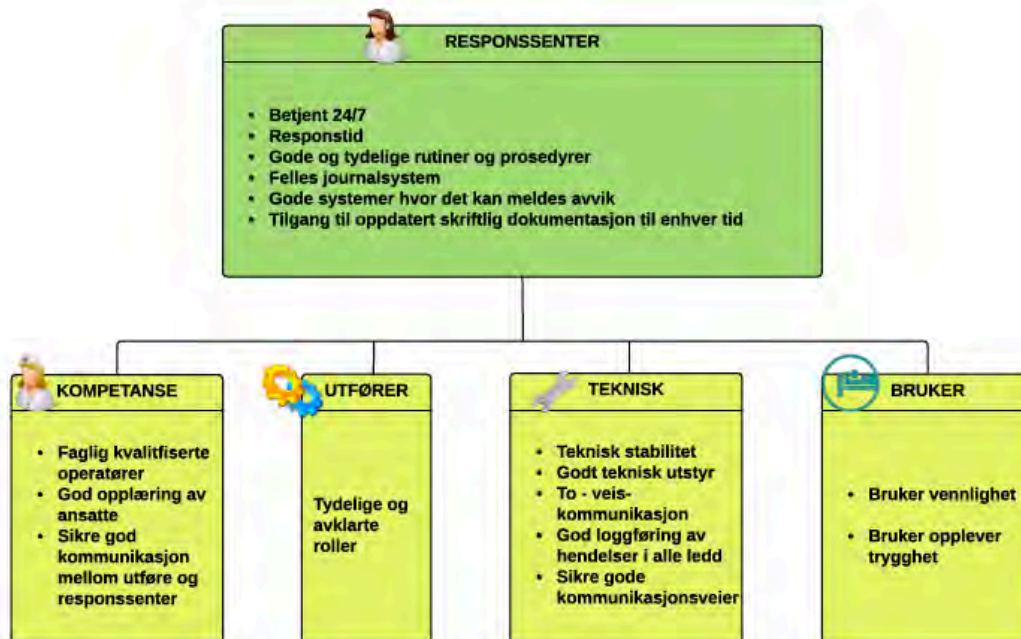 RESPONSSENTER
• Betjent 24/7
• Responstid
• Gode og tydelige rutiner og prosedyrer
• Felles journalsystem
• Gode systemer hvor det kan meldes avvik
• Tilgang til oppdatert skriftlig dokumentasjon til enhver tid
KOMPETANSE
• Faglig kvalitfiserte
operatører
• God opplæring av
ansatte
• Sikre god
kommunikasjon
mellom utføre og
responssenter
UTFØRER
Tydelige og
avklarte
roller
TEKNISK
• Teknisk stabilitet
• Godt teknisk utstyr
• To - veis-
kommunikasjon
• God loggføring av
hendelser i alle ledd
• Sikre gode
kommunikasjonsveier
BRUKER
• Bruker vennlighet
• Bruker opplever
trygghet